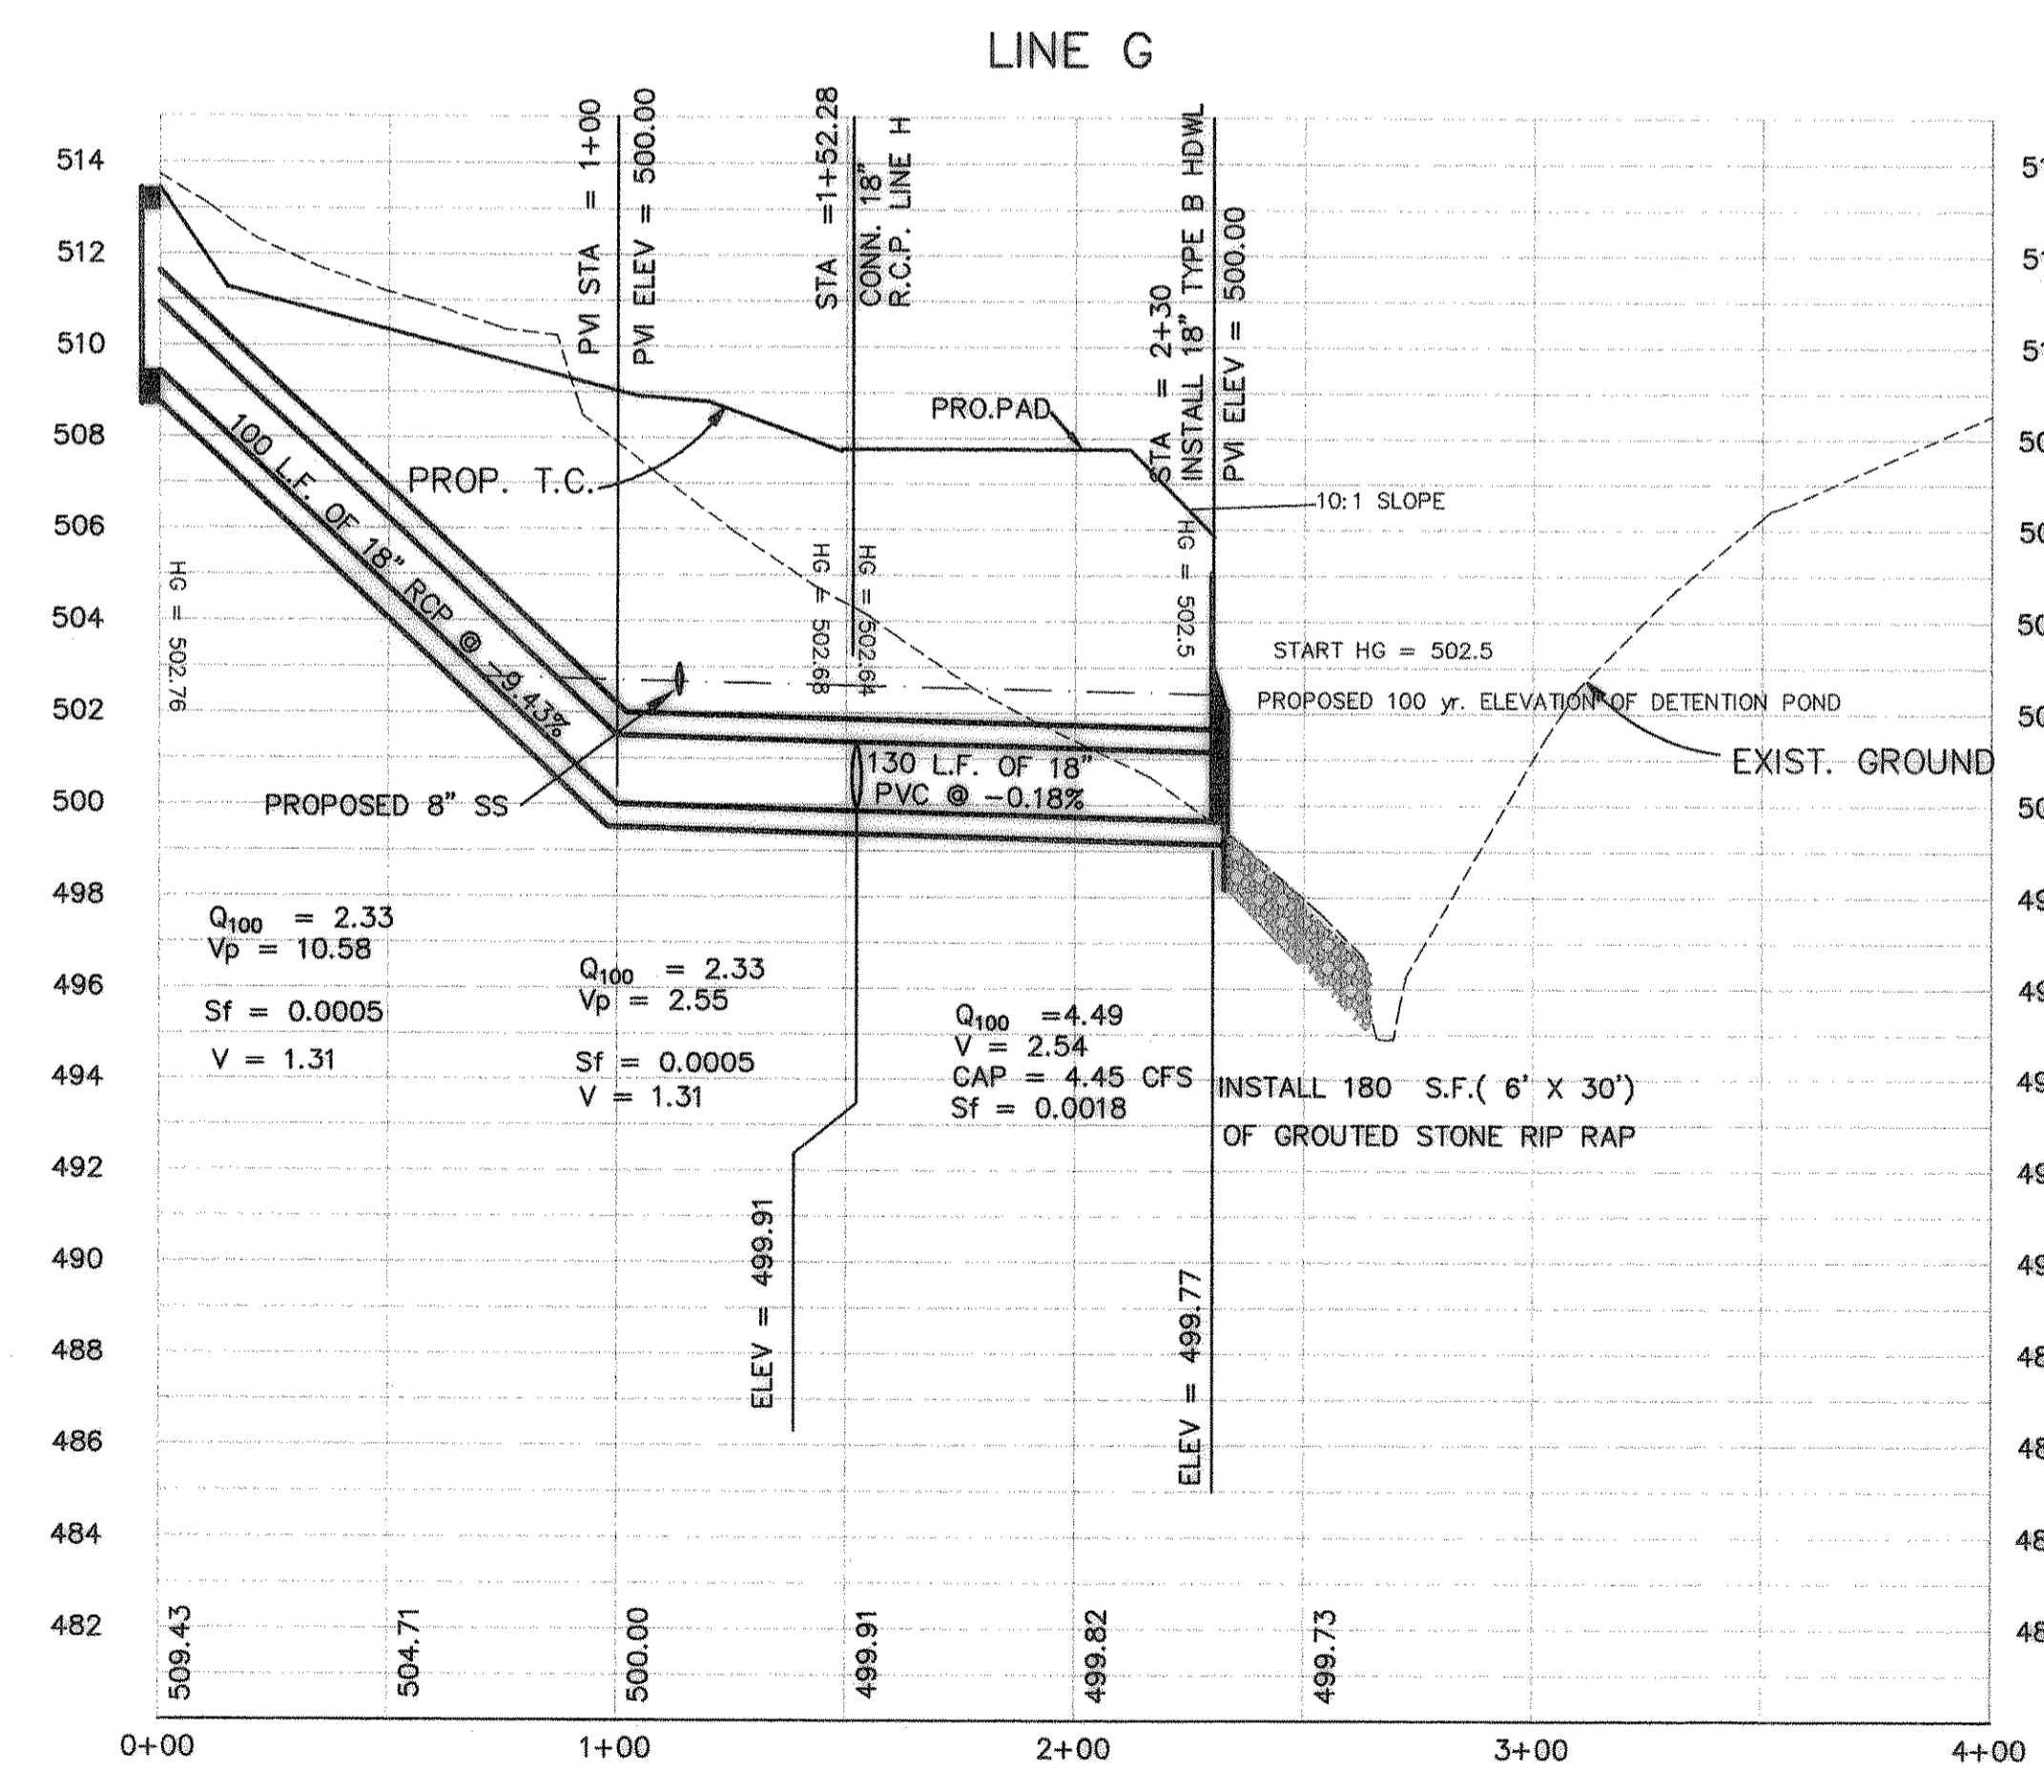 LINE G
PVI STA = 1+00
PVI ELEV = 500.00
STA =1+52.28
CONN. 18"
R.C.P. LINE H
STA = 2+30
INSTALL 18" TYPE B HDWL
PVI ELEV = 500.00
514
512
510
508
506
504
502
500
498
496
494
492
490
488
486
484
482
PRO.PAD
PROP. T.C.
10:1 SLOPE
100 L.F. OF 18" RCP @ -9.43%
HG = 502.76
HG = 502.68
HG = 502.64
HG = 502.5
START HG = 502.5
PROPOSED 100 yr. ELEVATION OF DETENTION POND
EXIST. GROUND
PROPOSED 8" SS
130 L.F. OF 18"
PVC @ -0.18%
Q100 = 2.33
Vp = 10.58
Sf = 0.0005
V = 1.31
Q100 = 2.33
Vp = 2.55
Sf = 0.0005
V = 1.31
Q100 =4.49
V = 2.54
CAP = 4.45 CFS
Sf = 0.0018
INSTALL 180 S.F.( 6' X 30')
OF GROUTED STONE RIP RAP
ELEV = 499.91
ELEV = 499.77
509.43
504.71
500.00
499.91
499.82
499.73
0+00
1+00
2+00
3+00
4+00